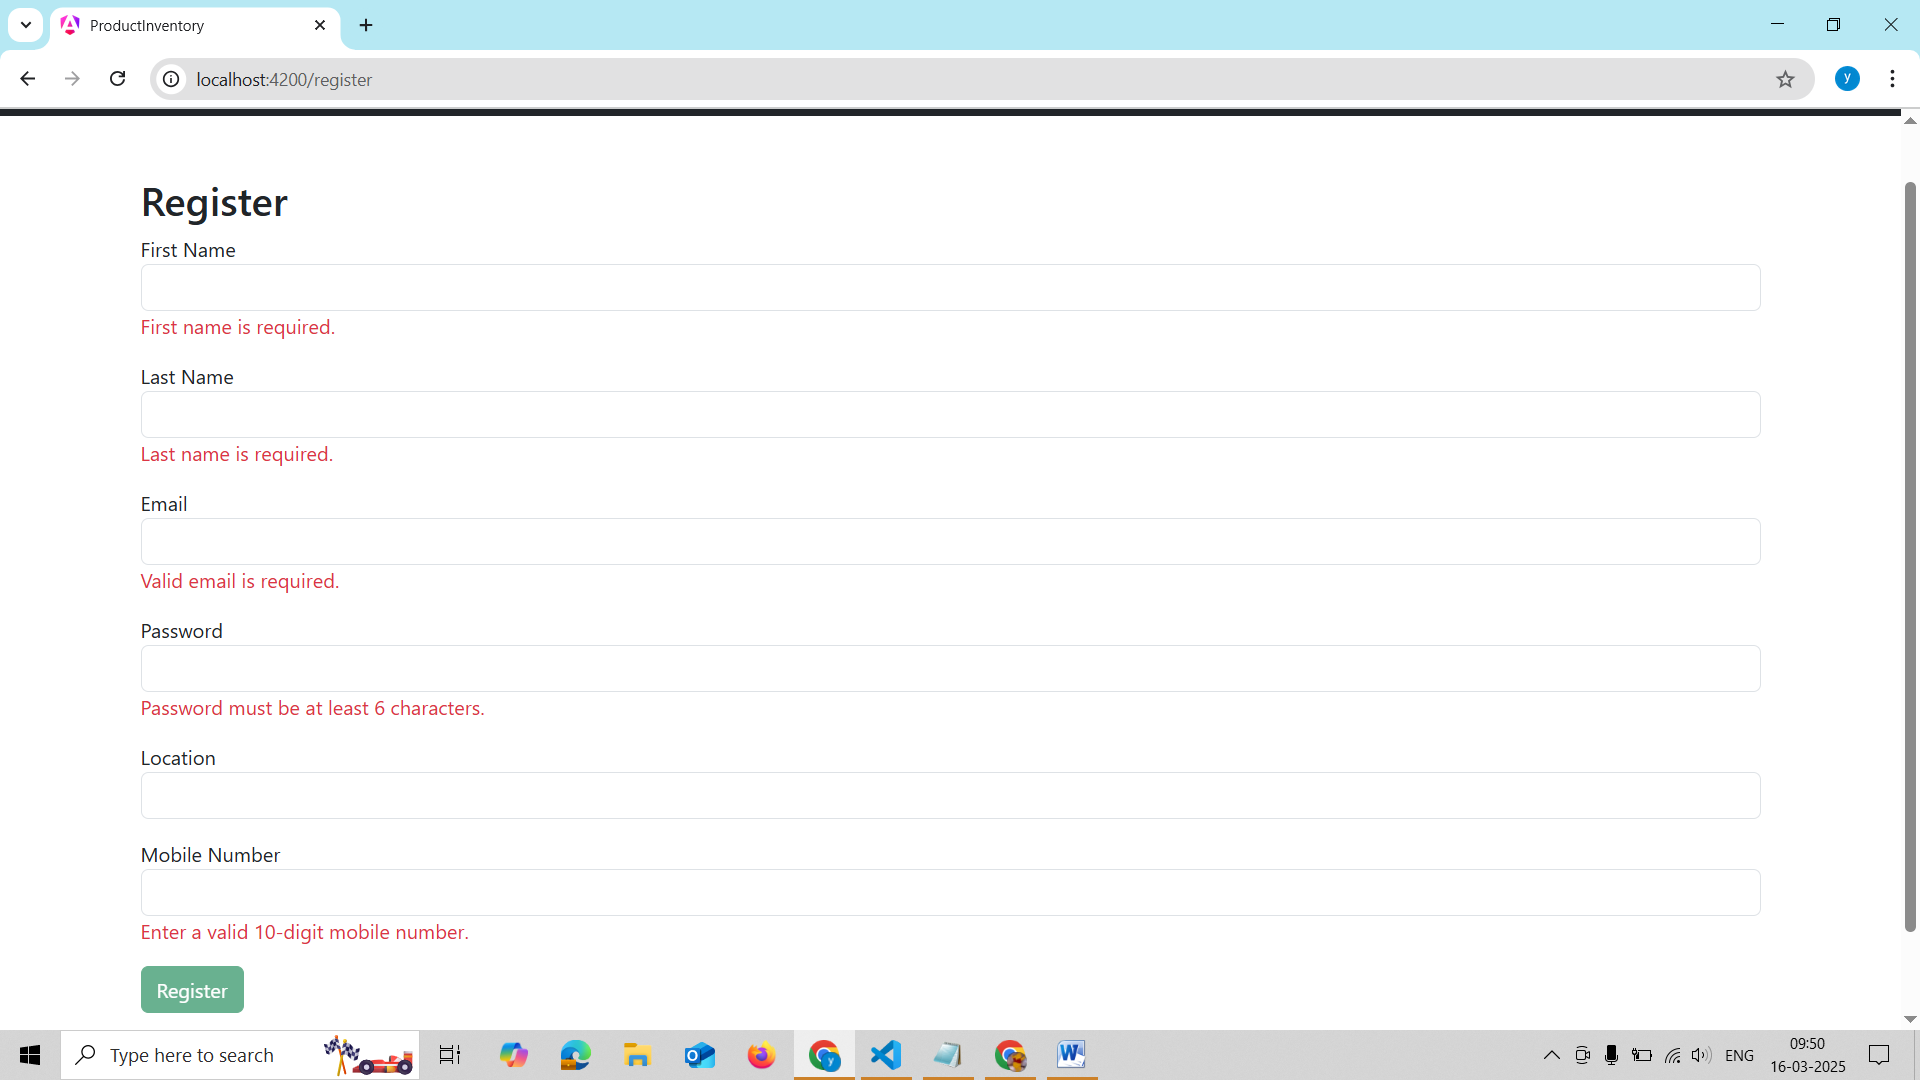 ProductInventory
localhost:4200/register
y
Register
First Name
First name is required.
Last Name
Last name is required.
Email
Valid email is required.
Password
Password must be at least 6 characters.
Location
Mobile Number
Enter a valid 10-digit mobile number.
Register
Type here to search
ENG
09:50
16-03-2025